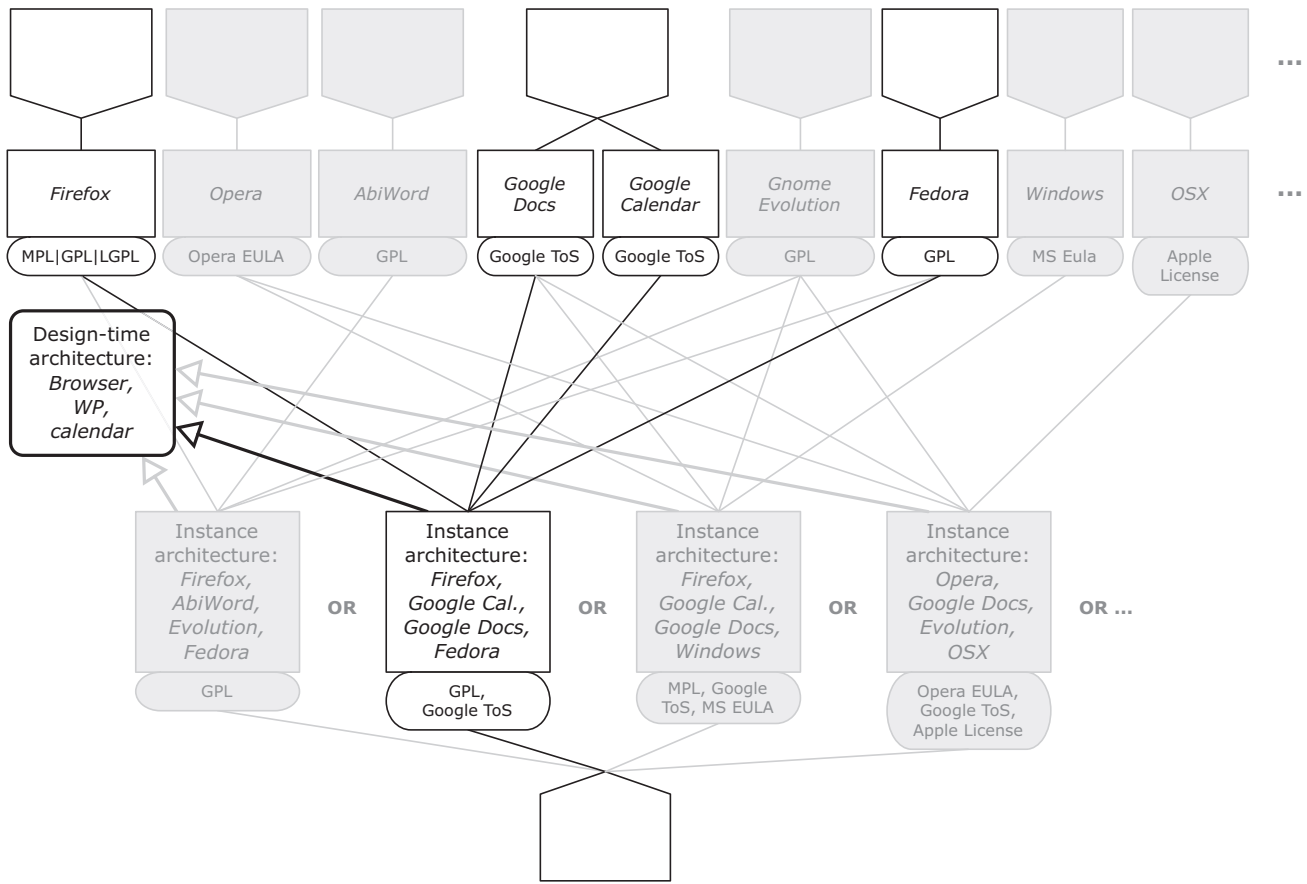 ...
Firefox
Opera
AbiWord
Google
Docs
Google
Calendar
Gnome
Evolution
Fedora
Windows
OSX
...
MPL|GPL|LGPL
Opera EULA
GPL
Google ToS
Google ToS
GPL
GPL
MS Eula
Apple
License
Design-time
architecture:
Browser,
WP,
calendar
Instance
architecture:
Firefox,
AbiWord,
Evolution,
Fedora
GPL
OR
Instance
architecture:
Firefox,
Google Cal.,
Google Docs,
Fedora
GPL,
Google ToS
OR
Instance
architecture:
Firefox,
Google Cal.,
Google Docs,
Windows
MPL, Google
ToS, MS EULA
OR
Instance
architecture:
Opera,
Google Docs,
Evolution,
OSX
Opera EULA,
Google ToS,
Apple License
OR ...